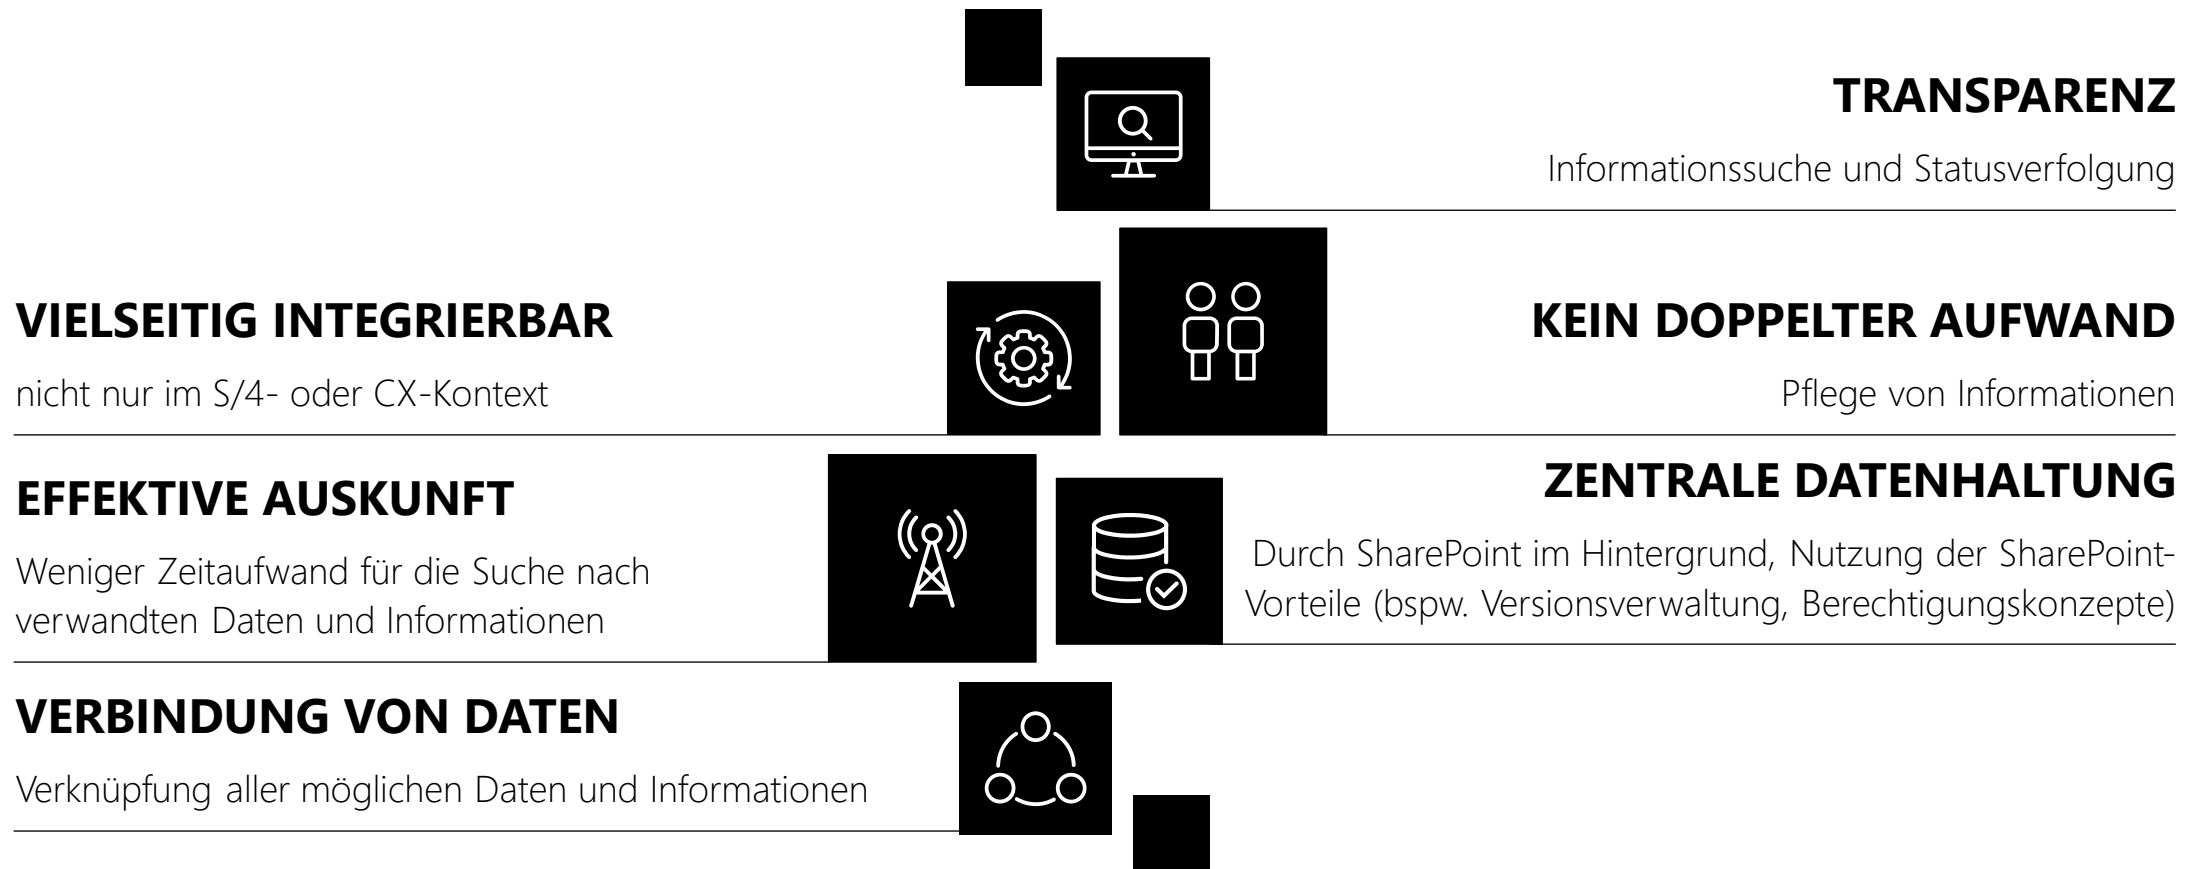 TRANSPARENZ
Informationssuche und Statusverfolgung
VIELSEITIG INTEGRIERBAR
nicht nur im S/4- oder CX-Kontext
KEIN DOPPELTER AUFWAND
Pflege von Informationen
EFFEKTIVE AUSKUNFT
Weniger Zeitaufwand für die Suche nach
verwandten Daten und Informationen
ZENTRALE DATENHALTUNG
Durch SharePoint im Hintergrund, Nutzung der SharePoint-
Vorteile (bspw. Versionsverwaltung, Berechtigungskonzepte)
VERBINDUNG VON DATEN
Verknüpfung aller möglichen Daten und Informationen